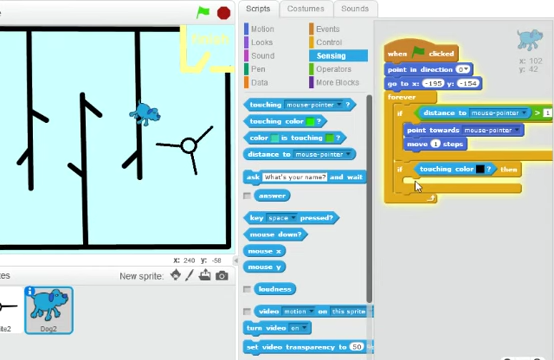 Scripts Costumes Sounds
Motion Events
Looks Control
Sound Sensing
Pen Operators
Data More Blocks
touching mouse-pointer ?
touching color ?
color is touching ?
distance to mouse-pointer
ask What's your name? and wait
answer
key space pressed?
mouse down?
mouse x
mouse y
loudness
video motion on this sprite
turn video on
set video transparency to 50
when clicked
point in direction 0
go to x: -195 y: -154
forever
if distance to mouse-pointer > 1
point towards mouse-pointer
move 1 steps
if touching color ? then
x: 102
y: 42
x: 240 y: -58
New sprite:
Dog2